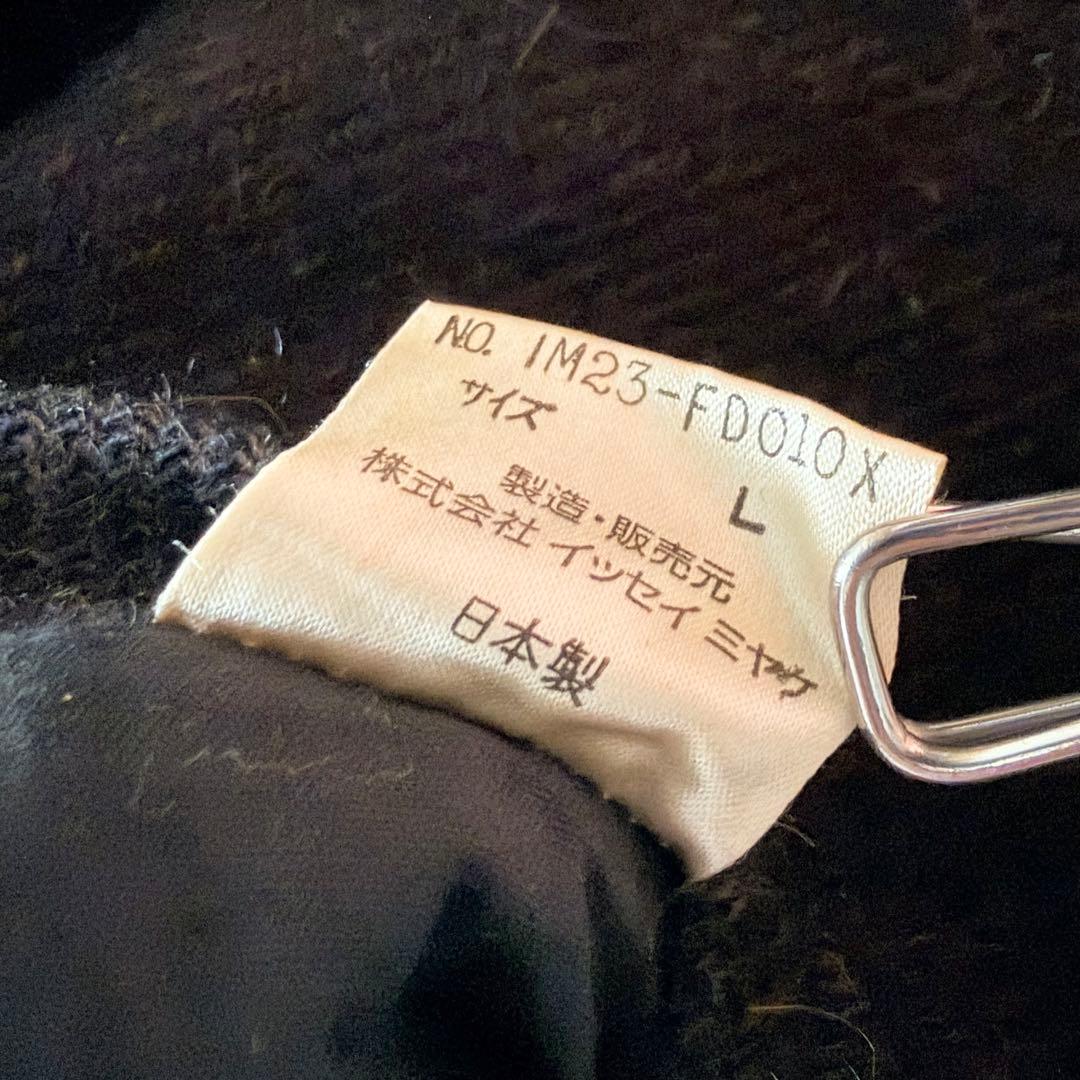 NO. IM23-FD010X
サイズ L
製造・販売元
株式会社 イッセイ ミヤケ
日本製